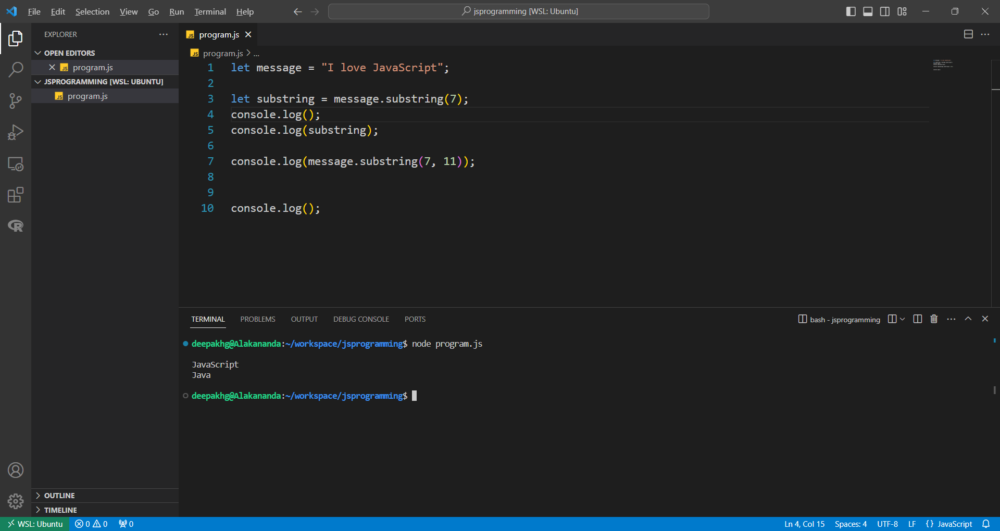 File Edit Selection View Go Run Terminal Help jsprogramming [WSL: Ubuntu]
EXPLORER
OPEN EDITORS
program.js
JSPROGRAMMING [WSL: UBUNTU]
program.js
program.js
program.js > ...
1 let message = "I love JavaScript";
2
3 let substring = message.substring(7);
4 console.log();
5 console.log(substring);
6
7 console.log(message.substring(7, 11));
8
9
10 console.log();
TERMINAL PROBLEMS OUTPUT DEBUG CONSOLE PORTS bash - jsprogramming
deepakhg@Alakananda:~/workspace/jsprogramming$ node program.js
JavaScript
Java
deepakhg@Alakananda:~/workspace/jsprogramming$
OUTLINE
TIMELINE
WSL: Ubuntu 0 0 0 Ln 4, Col 15 Spaces: 4 UTF-8 LF {} JavaScript